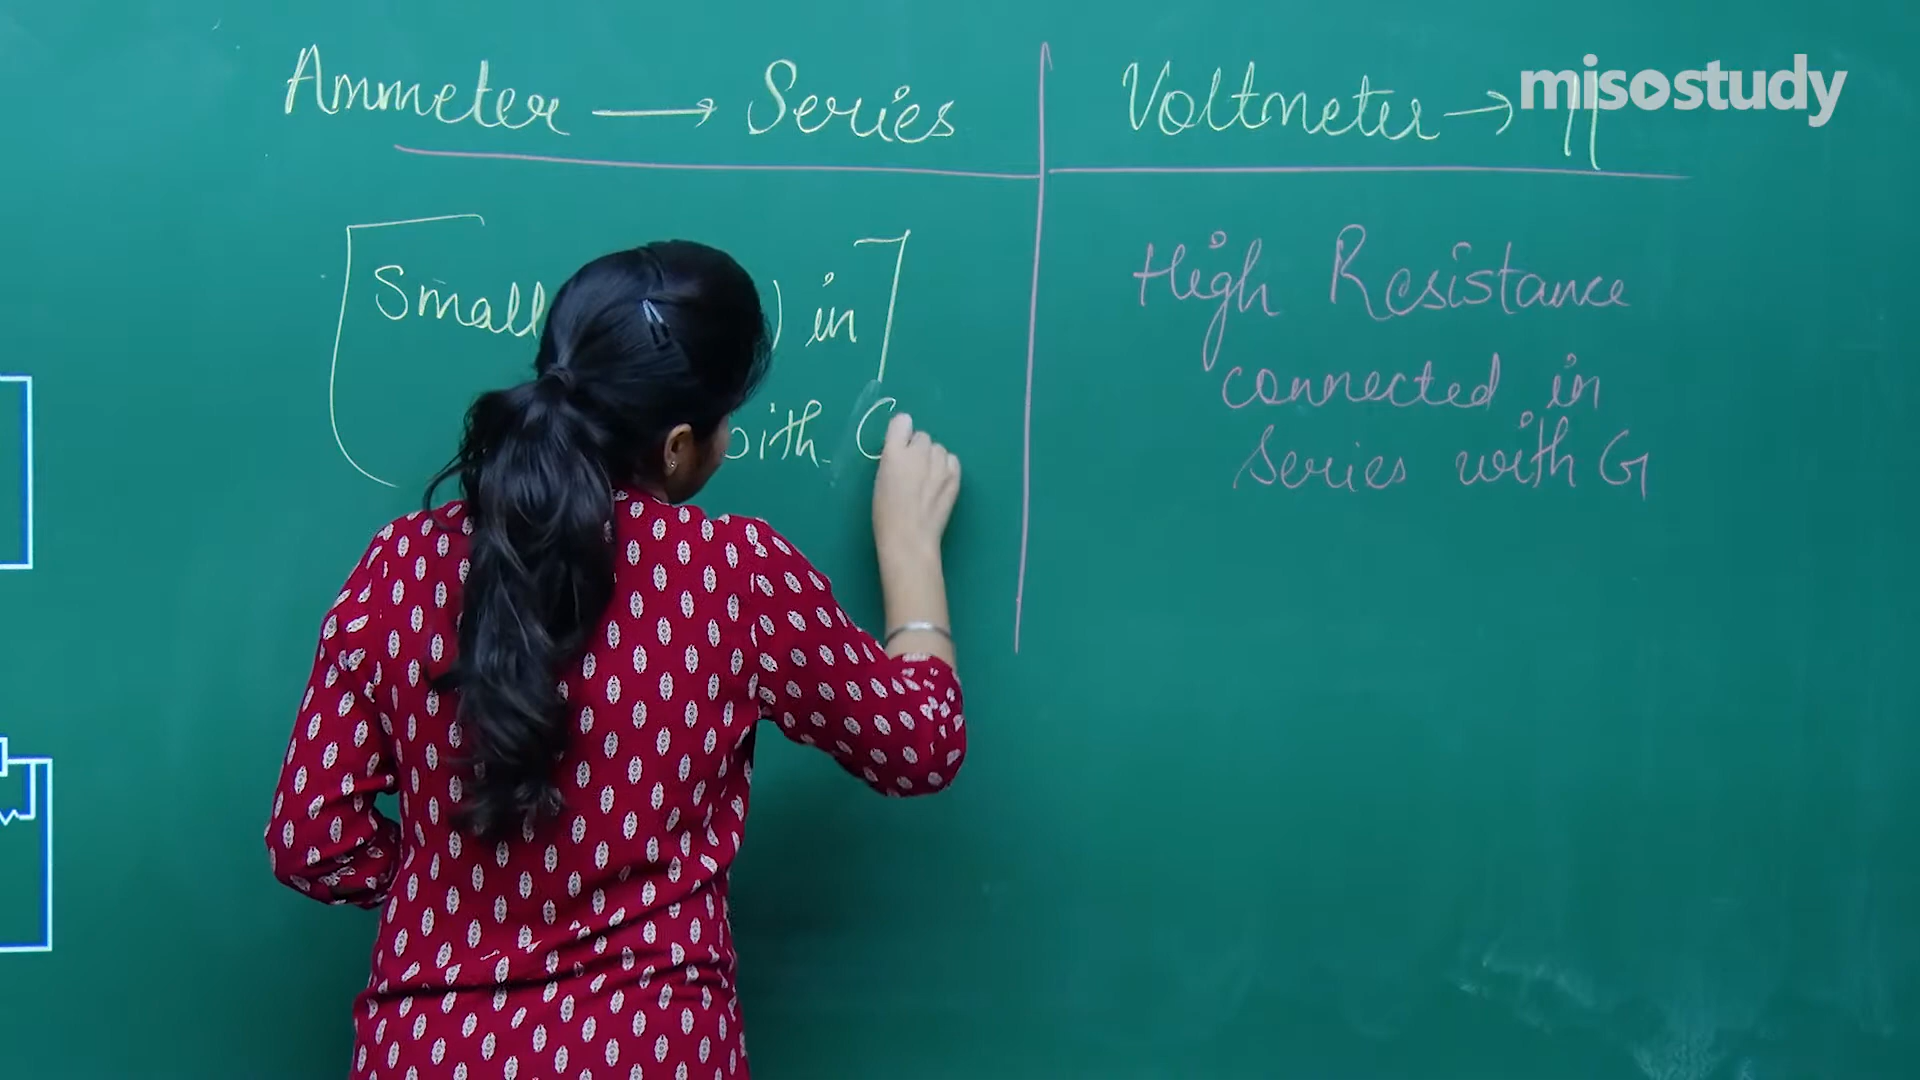 Ammeter → Series
Small ) in
with G
Voltmeter → ||
High Resistance
connected in
Series with G
misostudy